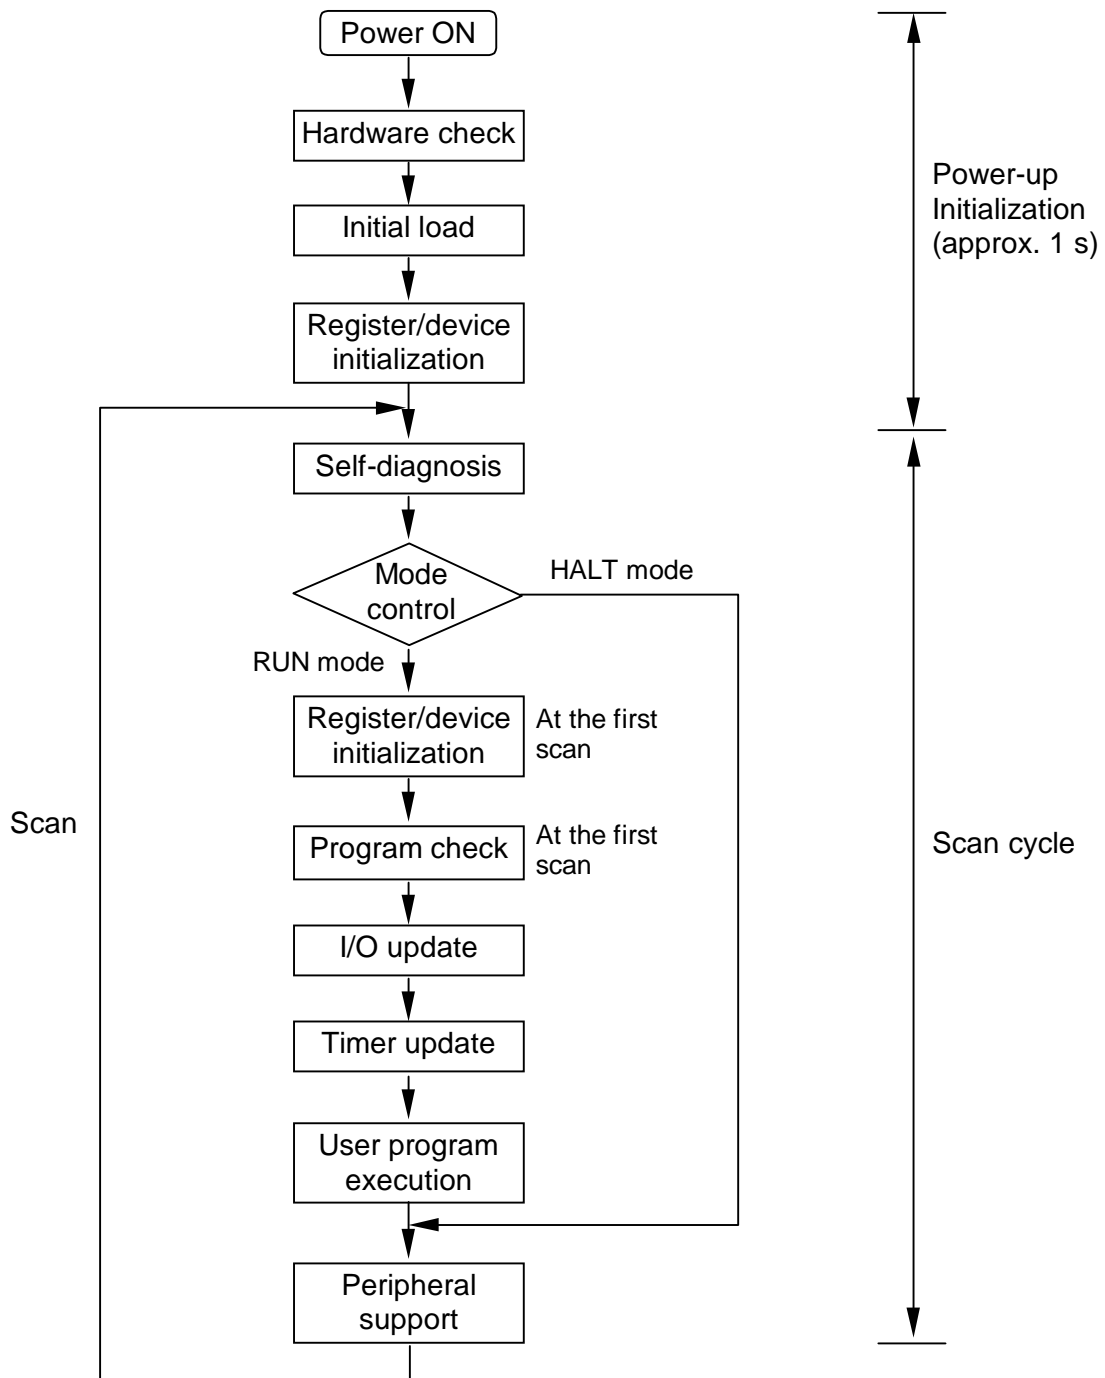 Power ON
Hardware check
Initial load
Power-up
Initialization
(approx. 1 s)
Register/device
initialization
Self-diagnosis
Mode
control
HALT mode
RUN mode
Register/device
initialization
At the first
scan
Scan
Program check
At the first
scan
Scan cycle
I/O update
Timer update
User program
execution
Peripheral
support